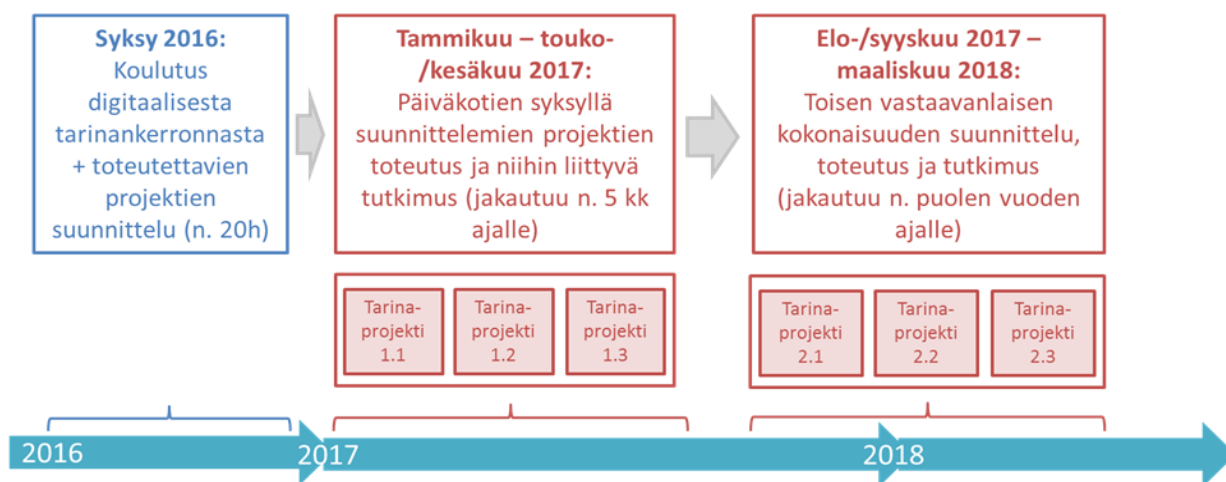 Syksy 2016:
Koulutus
digitaalisesta
tarinankerronnasta
+ toteutettavien
projektien
suunnittelu (n. 20h)
Tammikuu – touko-
/kesäkuu 2017:
Päiväkotien syksyllä
suunnittelemien projektien
toteutus ja niihin liittyvä
tutkimus (jakautuu n. 5 kk
ajalle)
Elo-/syyskuu 2017 –
maaliskuu 2018:
Toisen vastaavanlaisen
kokonaisuuden suunnittelu,
toteutus ja tutkimus
(jakautuu n. puolen vuoden
ajalle)
Tarina-
projekti
1.1
Tarina-
projekti
1.2
Tarina-
projekti
1.3
Tarina-
projekti
2.1
Tarina-
projekti
2.2
Tarina-
projekti
2.3
2016
2017
2018